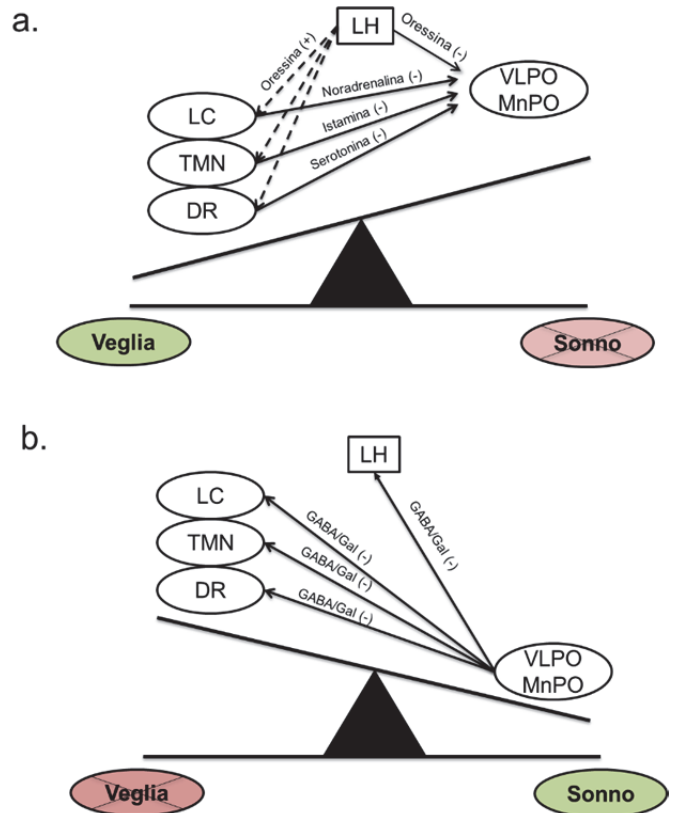 a.
LH
Oressina (+)
Oressina (-)
VLPO
MnPO
Noradrenalina (-)
LC
Istamina (-)
TMN
Serotonina (-)
DR
Veglia
Sonno
b.
LH
LC
GABA/Gal (-)
GABA/Gal (-)
TMN
GABA/Gal (-)
DR
GABA/Gal (-)
VLPO
MnPO
Veglia
Sonno